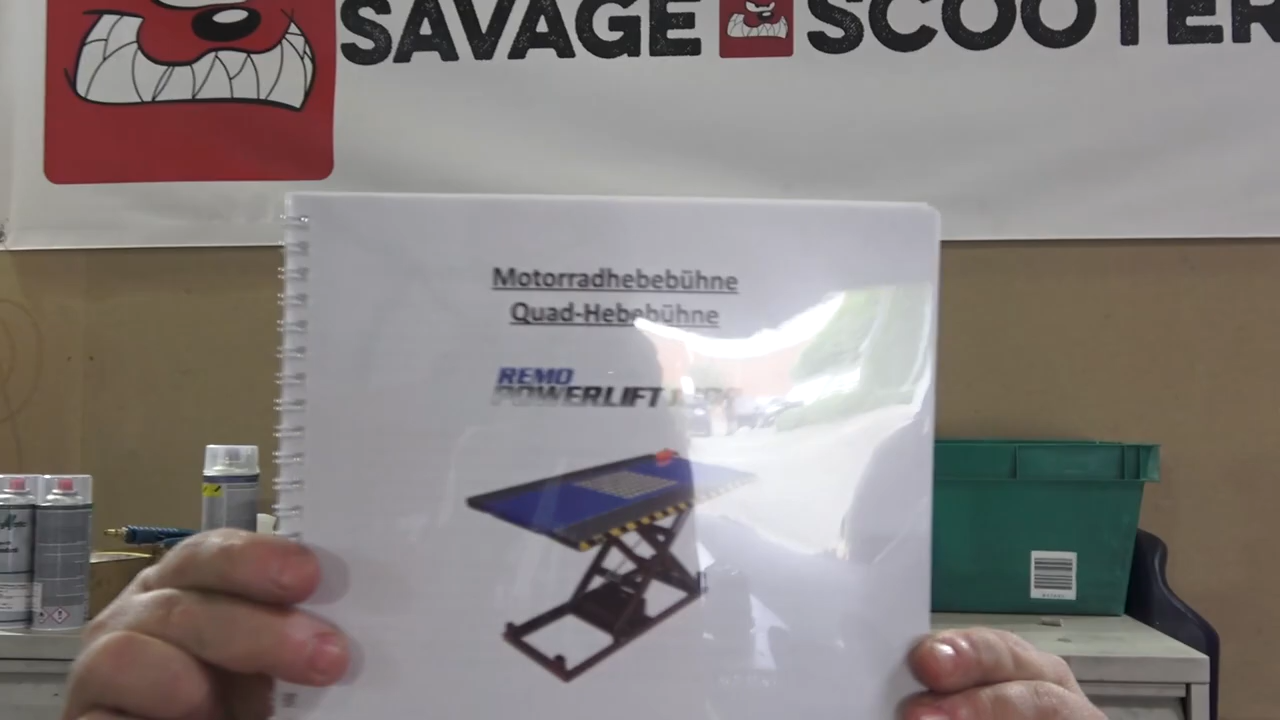 SAVAGE SCOOTER
Motorradhebebühne
Quad-Hebebühne
REMO
POWERLIFT